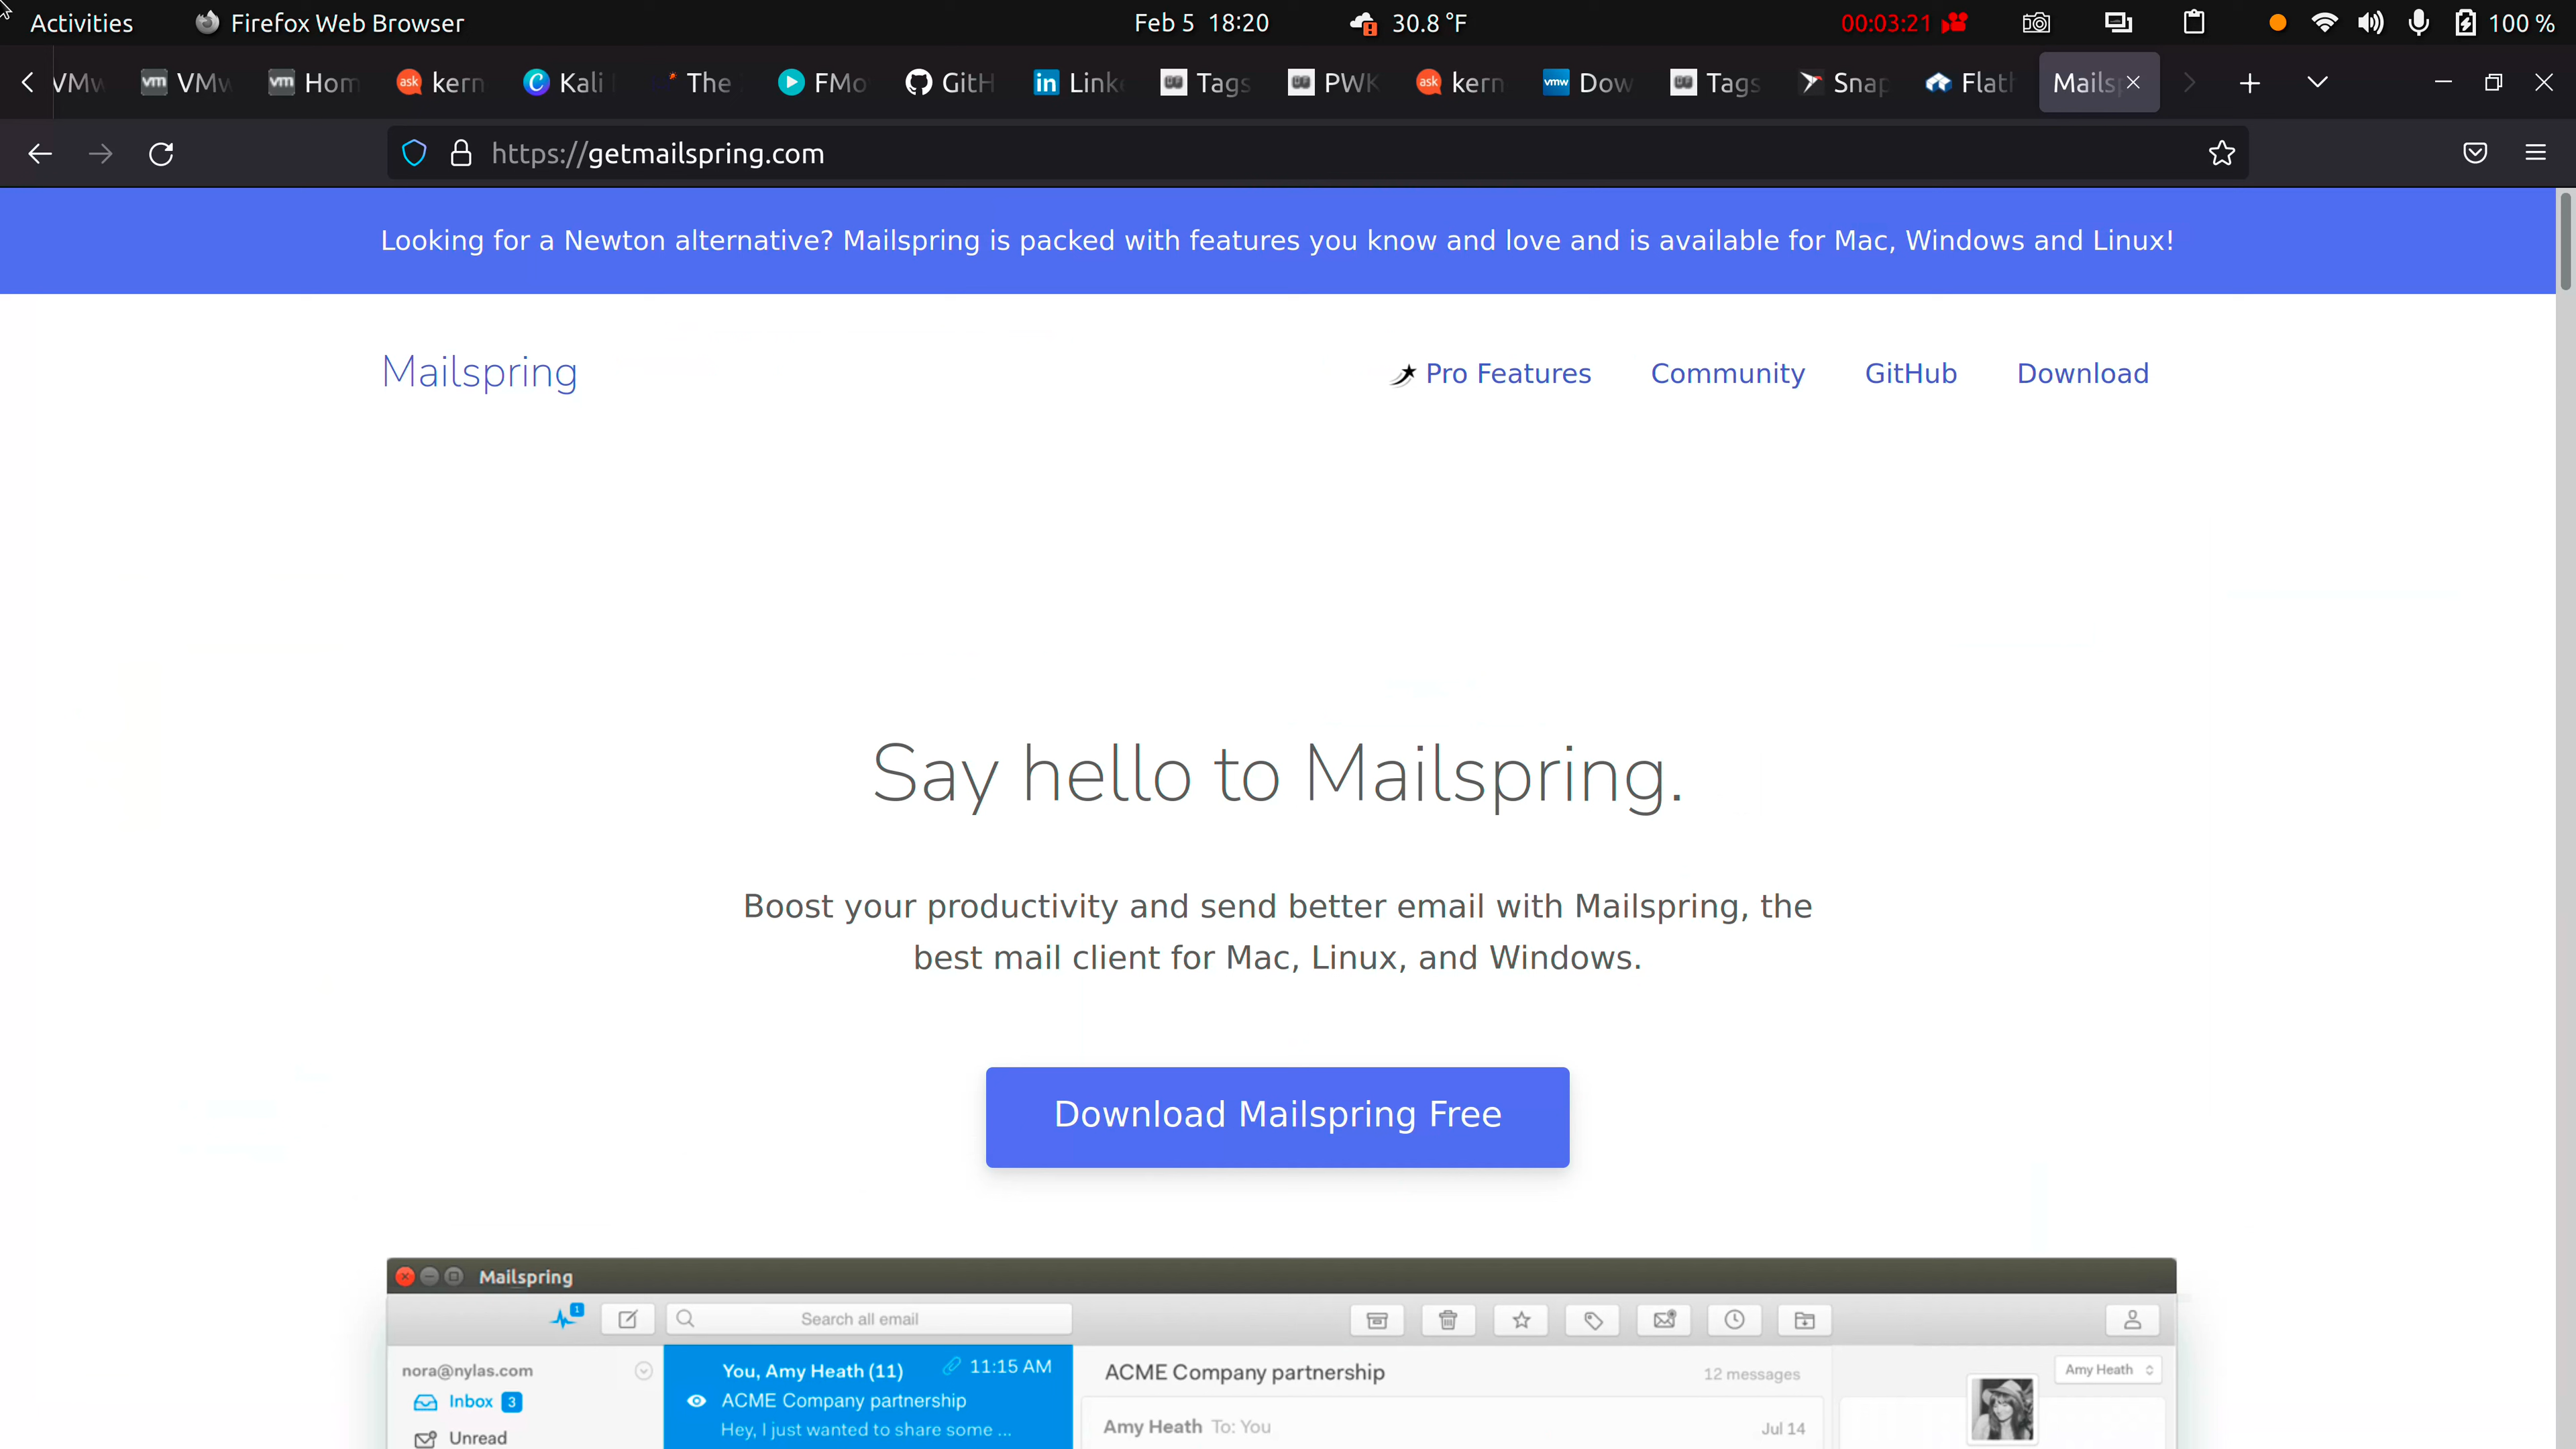 Activities Firefox Web Browser Feb 5 18:20 30.8 °F 00:03:21 100 %
VMw VMw Hom kern Kali The FMo GitH Linke Tags PWK kern Dow Tags Snap Flath Mailsp
https://getmailspring.com
Looking for a Newton alternative? Mailspring is packed with features you know and love and is available for Mac, Windows and Linux!
Mailspring Pro Features Community GitHub Download
Say hello to Mailspring.
Boost your productivity and send better email with Mailspring, the
best mail client for Mac, Linux, and Windows.
Download Mailspring Free
Mailspring
1 Search all email
nora@nylas.com You, Amy Heath (11) 11:15 AM ACME Company partnership 12 messages Amy Heath
Inbox 3 ACME Company partnership
Hey, I just wanted to share some ... Amy Heath To: You Jul 14
Unread